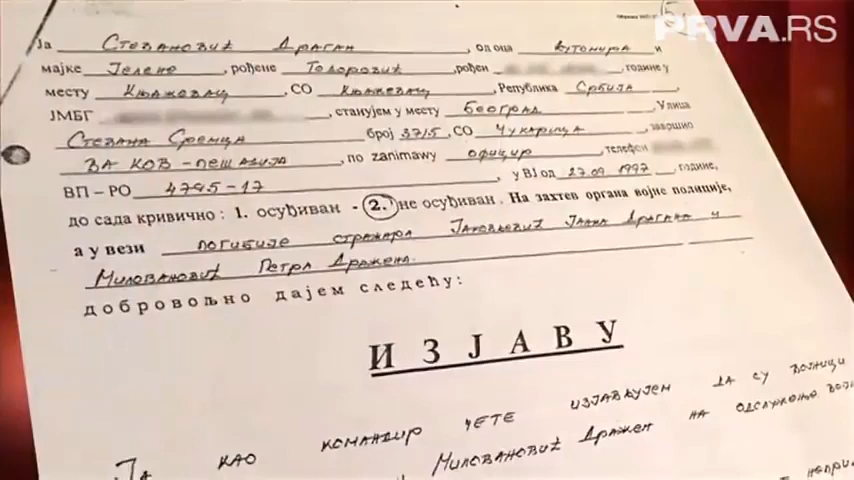 PRVA.RS
Ја Стевановић Драган, од оца Антонија и
мајке Јелене, рођене Тодоровић рођен године у
месту Књажевац, СО Књажевац, Република Србија,
ЈМБГ, станујем у месту Београд, Улица
Стевана Сремца број 37/5, СО Чукарица, завршио
ВА КОВ - пешадија, по zanimawy официр, телефон
ВП – РО 4795-17 у ВЈ од 27.09 1997, године,
до сада кривично : 1. осуђиван - 2. не осуђиван. На захтев органа војне полиције,
а у вези погибије стражара Јаковљевић Јанка Драгана и
Миловановић Петра Дражена.
добровољно дајем следећу:
ИЗЈАВУ
Ја као командир чете изјављујем да су војници
Миловановић Дражен на одслужењу